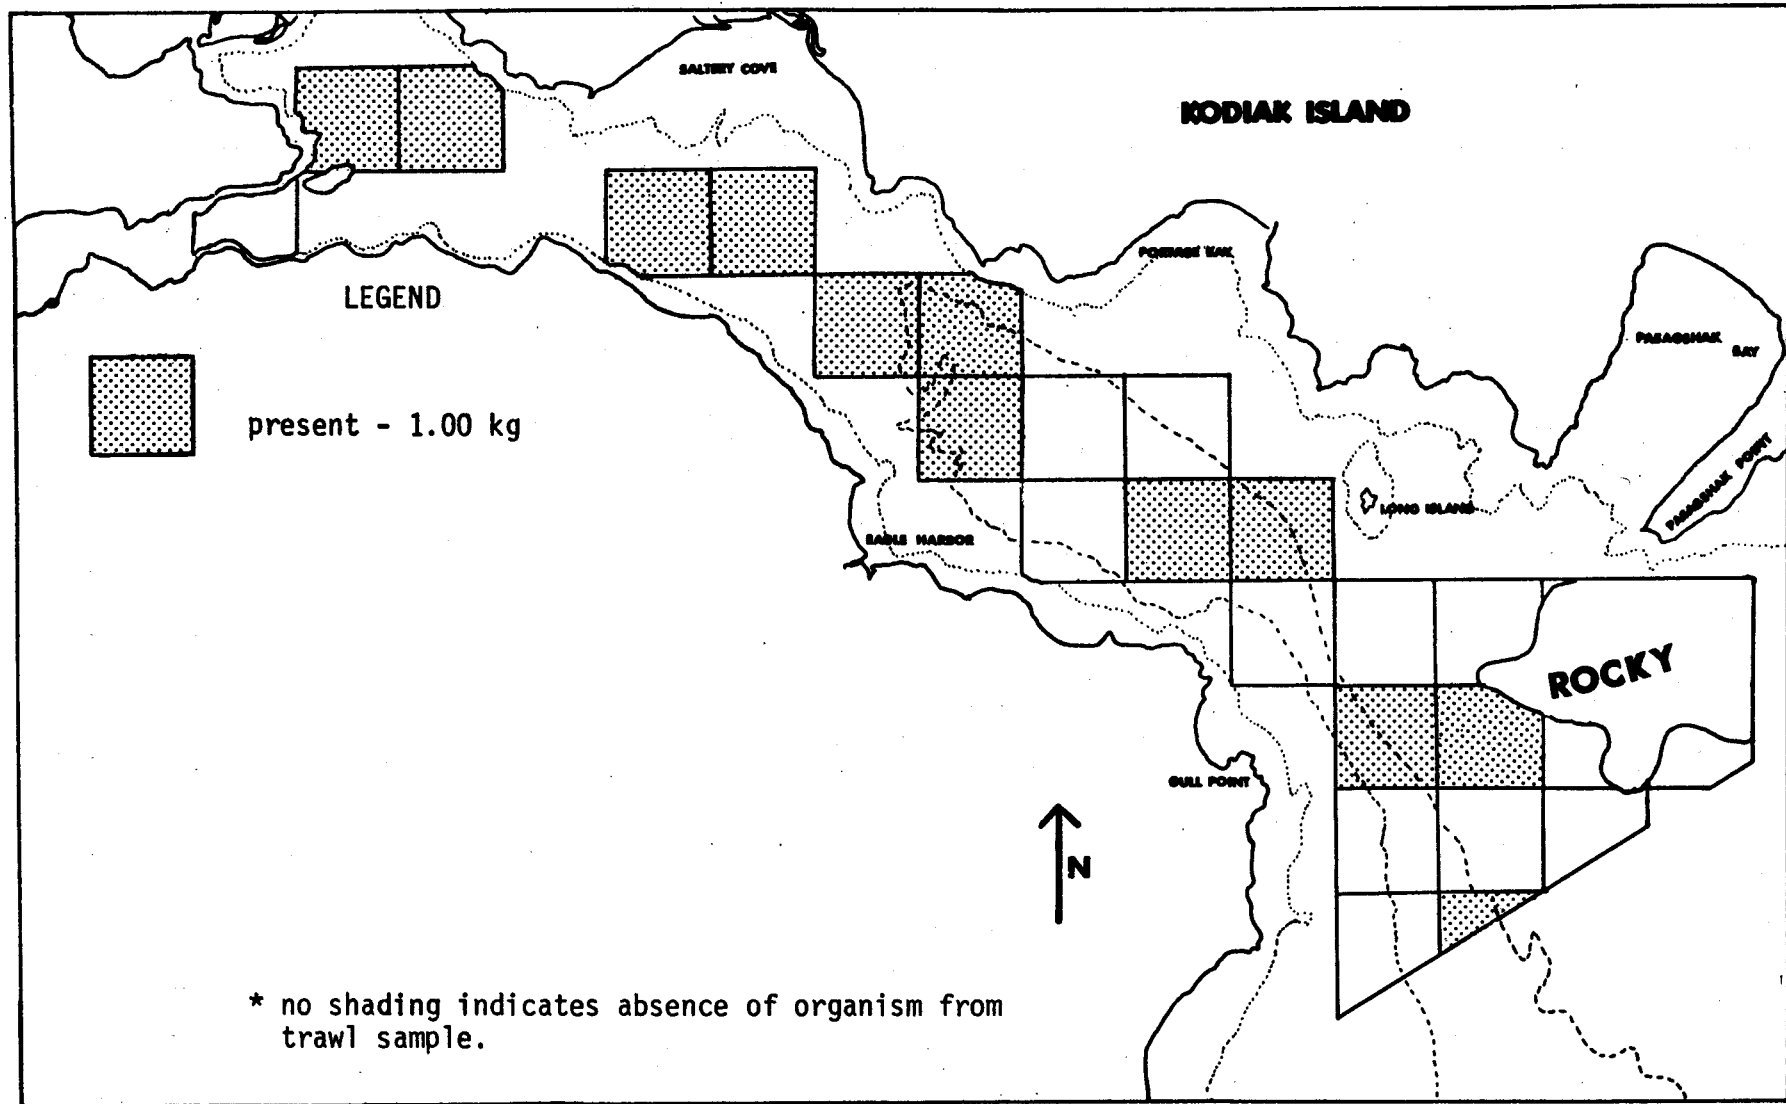 SALTERY COVE
KODIAK ISLAND
PORTAGE BAY
LEGEND
PASAGSHAK
BAY
present - 1.00 kg
PASAGSHAK POINT
LONG ISLAND
EAGLE HARBOR
ROCKY
GULL POINT
N
* no shading indicates absence of organism from
trawl sample.